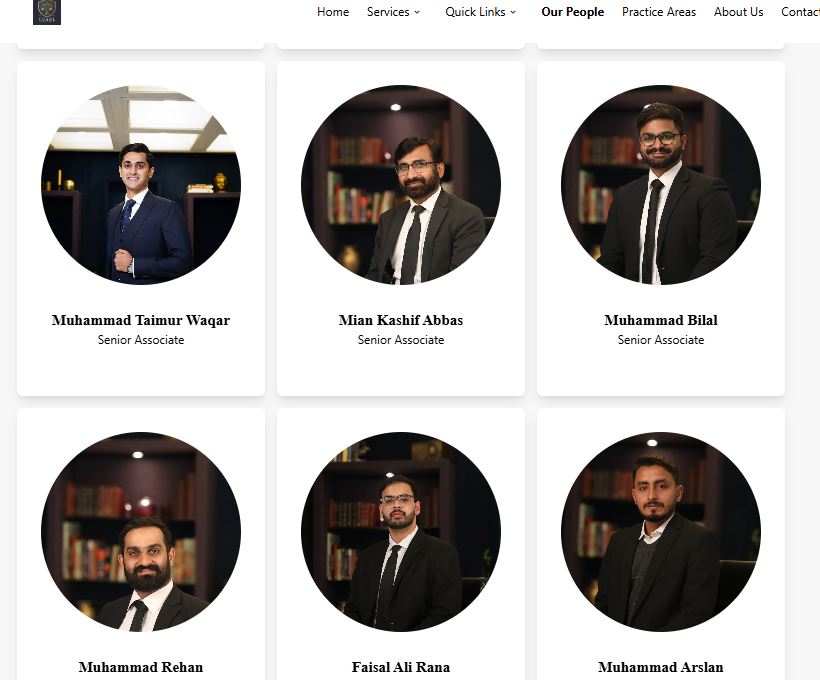 Home Services Quick Links Our People Practice Areas About Us Contact
Muhammad Taimur Waqar
Senior Associate
Mian Kashif Abbas
Senior Associate
Muhammad Bilal
Senior Associate
Muhammad Rehan
Faisal Ali Rana
Muhammad Arslan